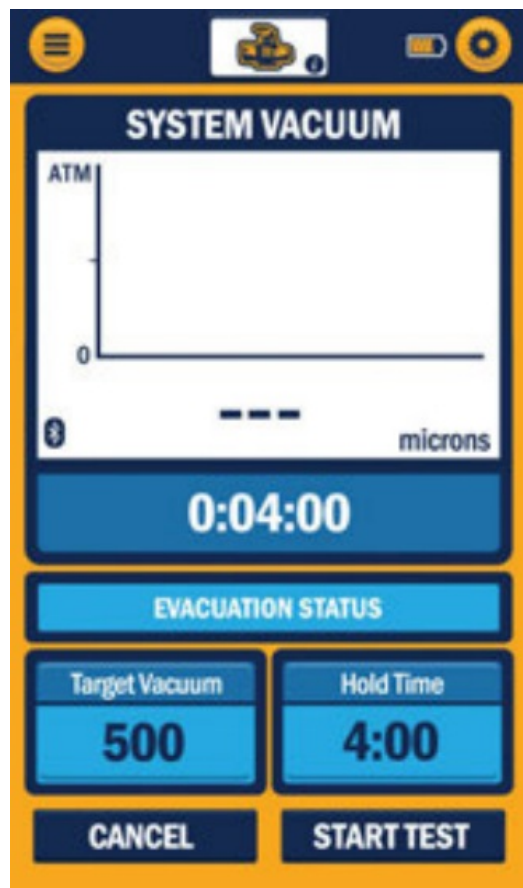 SYSTEM VACUUM
ATM
0
---
microns
0:04:00
EVACUATION STATUS
Target Vacuum
Hold Time
500
4:00
CANCEL
START TEST